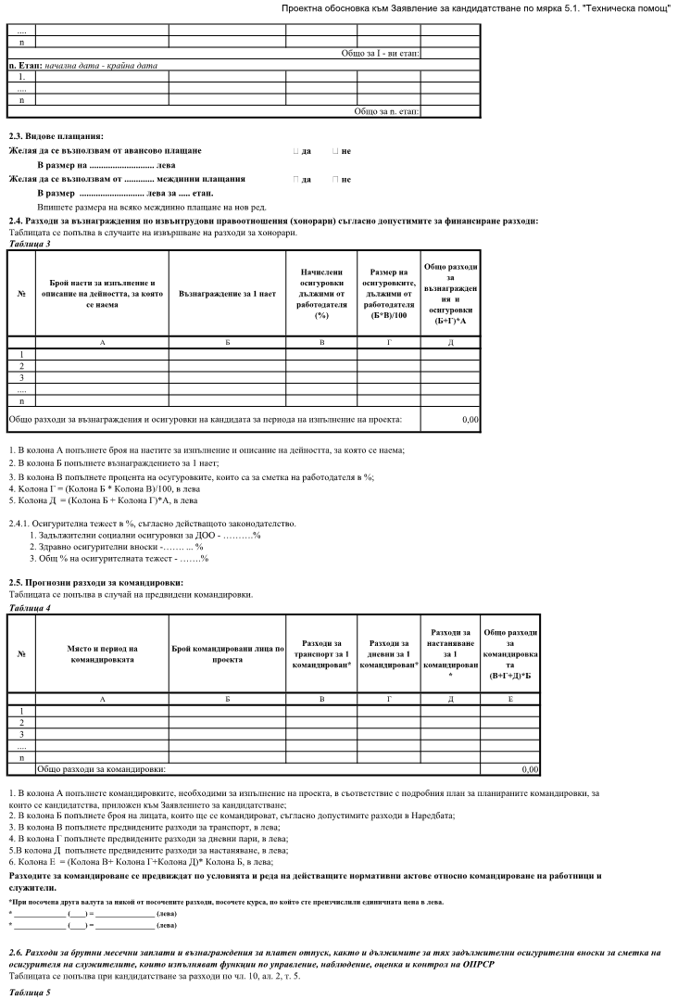 Проектна обосновка към Заявление за кандидатстване по мярка 5.1. "Техническа помощ"
....
n
Общо за I - ви етап:
n. Етап: начална дата - крайна дата
1.
....
n
Общо за n. етап:
2.3. Видове плащания:
Желая да се възползвам от авансово плащане □ да □ не
В размер на ........................... лева
Желая да се възползвам от ............ междинни плащания □ да □ не
В размер ........................... лева за ..... етап.
Впишете размера на всяко междинно плащане на нов ред.
2.4. Разходи за възнаграждения по извънтрудови правоотношения (хонорари) съгласно допустимите за финансиране разходи:
Таблицата се попълва в случаите на извършване на разходи за хонорари.
Таблица 3
№
Брой наети за изпълнение и
описание на дейността, за която
се наема
Възнаграждение за 1 нает
Начислени
осигуровки
дължими от
работодателя
(%)
Размер на
осигуровките,
дължими от
работодателя
(Б*В)/100
Общо разходи
за
възнагражден
ия и
осигуровки
(Б+Г)*А
А Б В Г Д
1
2
3
....
n
Общо разходи за възнаграждения и осигуровки на кандидата за периода на изпълнение на проекта: 0,00
1. В колона А попълнете броя на наетите за изпълнение и описание на дейността, за която се наема;
2. В колона Б попълнете възнаграждението за 1 нает;
3. В колона В попълнете процента на осугуровките, които са за сметка на работодателя в %;
4. Колона Г = (Колона Б * Колона В)/100, в лева
5. Колона Д = (Колона Б + Колона Г)*А, в лева
2.4.1. Осигурителна тежест в %, съгласно действащото законодателство.
1. Задължителни социални осигуровки за ДОО - ……….%
2. Здравно осигурителни вноски -……. ... %
3. Общ % на осигурителната тежест - …….%
2.5. Прогнозни разходи за командировки:
Таблицата се попълва в случай на предвидени командировки.
Таблица 4
№
Място и период на
командировката
Брой командировани лица по
проекта
Разходи за
транспорт за 1
командирован*
Разходи за
дневни за 1
командирован*
Разходи за
настаняване
за 1
командирован
*
Общо разходи
за
командировка
та
(В+Г+Д)*Б
А Б В Г Д Е
1
2
3
....
n
Общо разходи за командировки: 0,00
1. В колона А попълнете командировките, необходими за изпълнение на проекта, в съответствие с подробния план за планираните командировки, за
които се кандидатства, приложен към Заявлението за кандидатстване;
2. В колона Б попълнете броя на лицата, които ще се командироват, съгласно допустимите разходи в Наредбата;
3. В колона В попълнете предвидените разходи за транспорт, в лева;
4. В колона Г попълнете предвидените разходи за дневни пари, в лева;
5.В колона Д попълнете предвидените разходи за настаняване, в лева;
6. Колона Е = (Колона В+ Колона Г+Колона Д)* Колона Б, в лева;
Разходите за командироване се предвиждат по условията и реда на действащите нормативни актове относно командироване на работници и
служители.
*При посочена друга валута за някой от посочените разходи, посочете курса, по който сте преизчислили единичната цена в лева.
* ______________ (____) = ________________ (лева)
* ______________ (____) = ________________ (лева)
2.6. Разходи за брутни месечни заплати и възнаграждения за платен отпуск, както и дължимите за тях задължителни осигурителни вноски за сметка на
осигурителя на служителите, които изпълняват функции по управление, наблюдение, оценка и контрол на ОПРСР
Таблицата се попълва при кандидатстване за разходи по чл. 10, ал. 2, т. 5.
Таблица 5